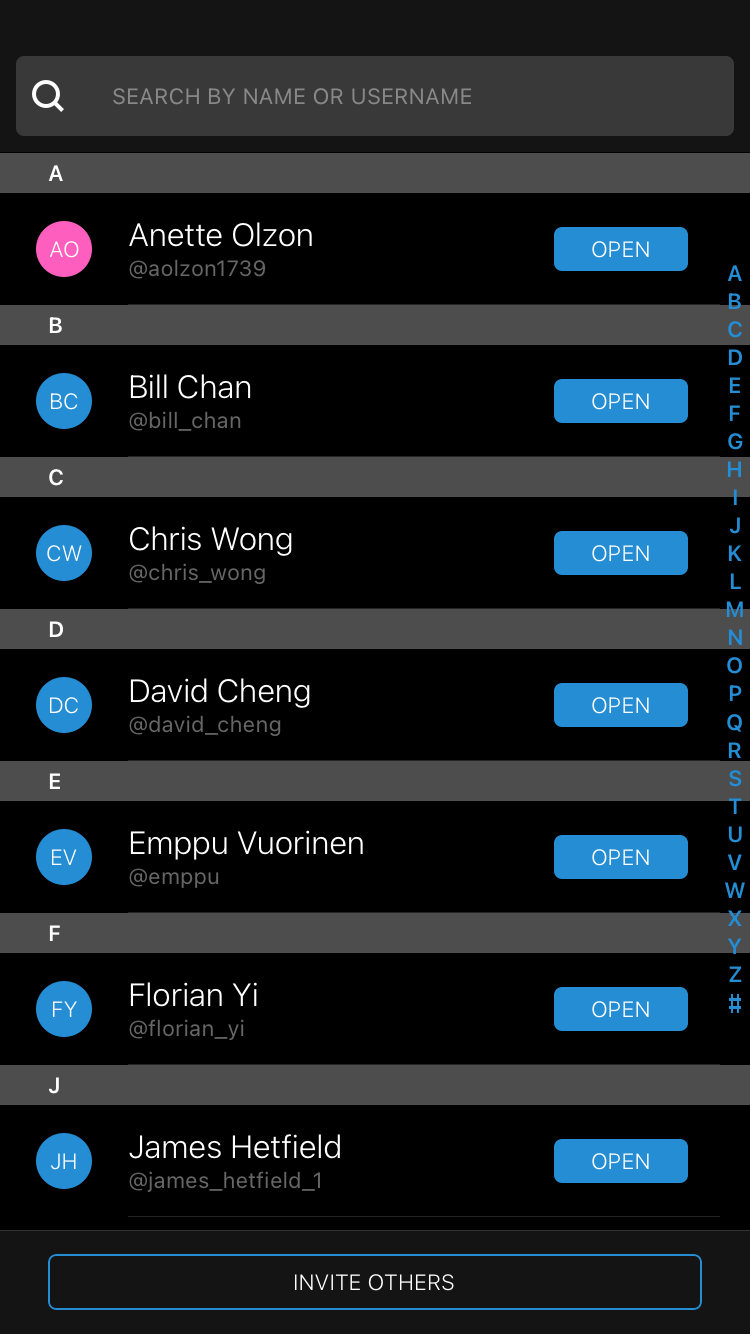 SEARCH BY NAME OR USERNAME
A
AO
Anette Olzon
@aolzon1739
OPEN
B
BC
Bill Chan
@bill_chan
OPEN
C
CW
Chris Wong
@chris_wong
OPEN
D
DC
David Cheng
@david_cheng
OPEN
E
EV
Emppu Vuorinen
@emppu
OPEN
F
FY
Florian Yi
@florian_yi
OPEN
J
JH
James Hetfield
@james_hetfield_1
OPEN
A
B
C
D
E
F
G
H
I
J
K
L
M
N
O
P
Q
R
S
T
U
V
W
X
Y
Z
#
INVITE OTHERS